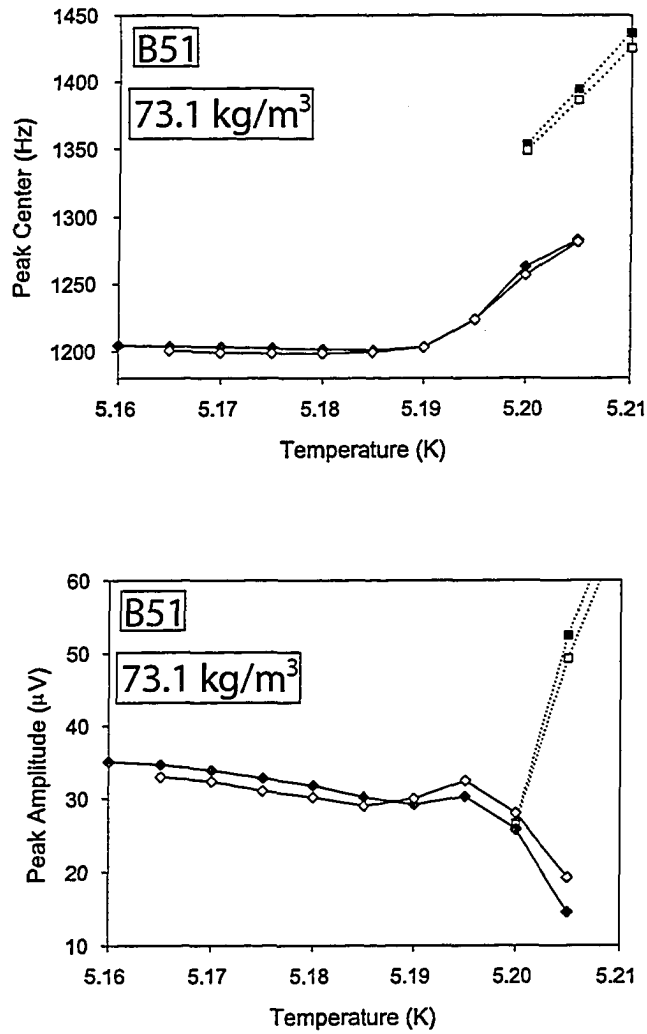 1450
B51
1400
73.1 kg/m³
1350
1300
1250
1200
Peak Center (Hz)
5.16 5.17 5.18 5.19 5.20 5.21
Temperature (K)
60
B51
50
73.1 kg/m³
40
30
20
10
Peak Amplitude (µV)
5.16 5.17 5.18 5.19 5.20 5.21
Temperature (K)